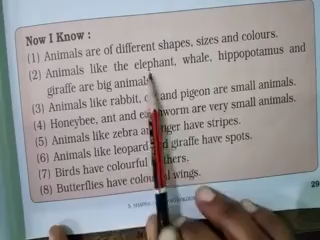 Now I Know :
(1) Animals are of different shapes, sizes and colours.
(2) Animals like the elephant, whale, hippopotamus and
giraffe are big animals
(3) Animals like rabbit, and pigeon are small animals.
(4) Honeybee, ant and earthworm are very small animals.
(5) Animals like zebra and have stripes.
(6) Animals like leopard and giraffe have spots.
(7) Birds have colourful
(8) Butterflies have colourful wings.
29